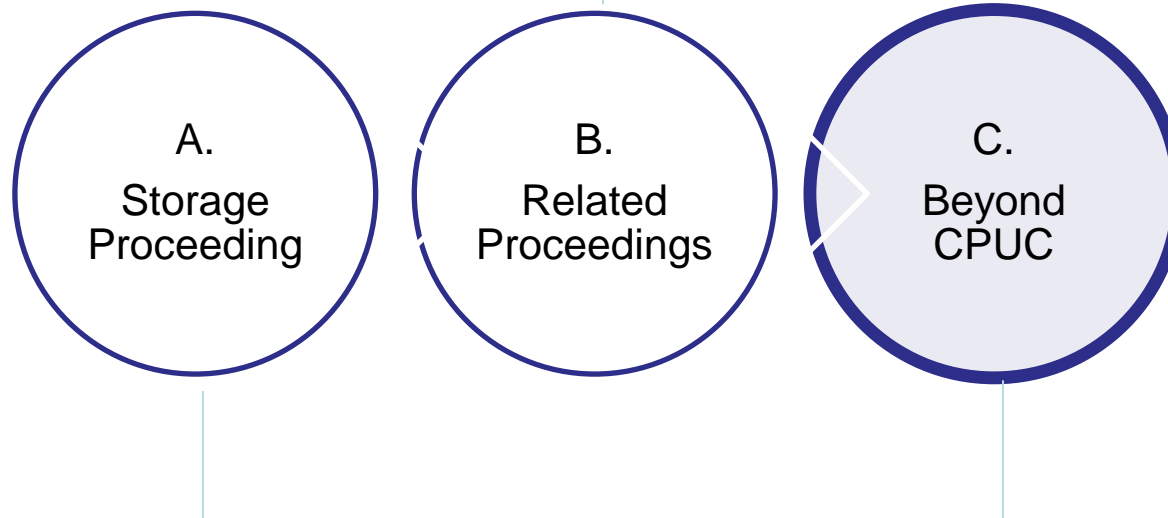 A.
Storage
Proceeding
B.
Related
Proceedings
C.
Beyond
CPUC